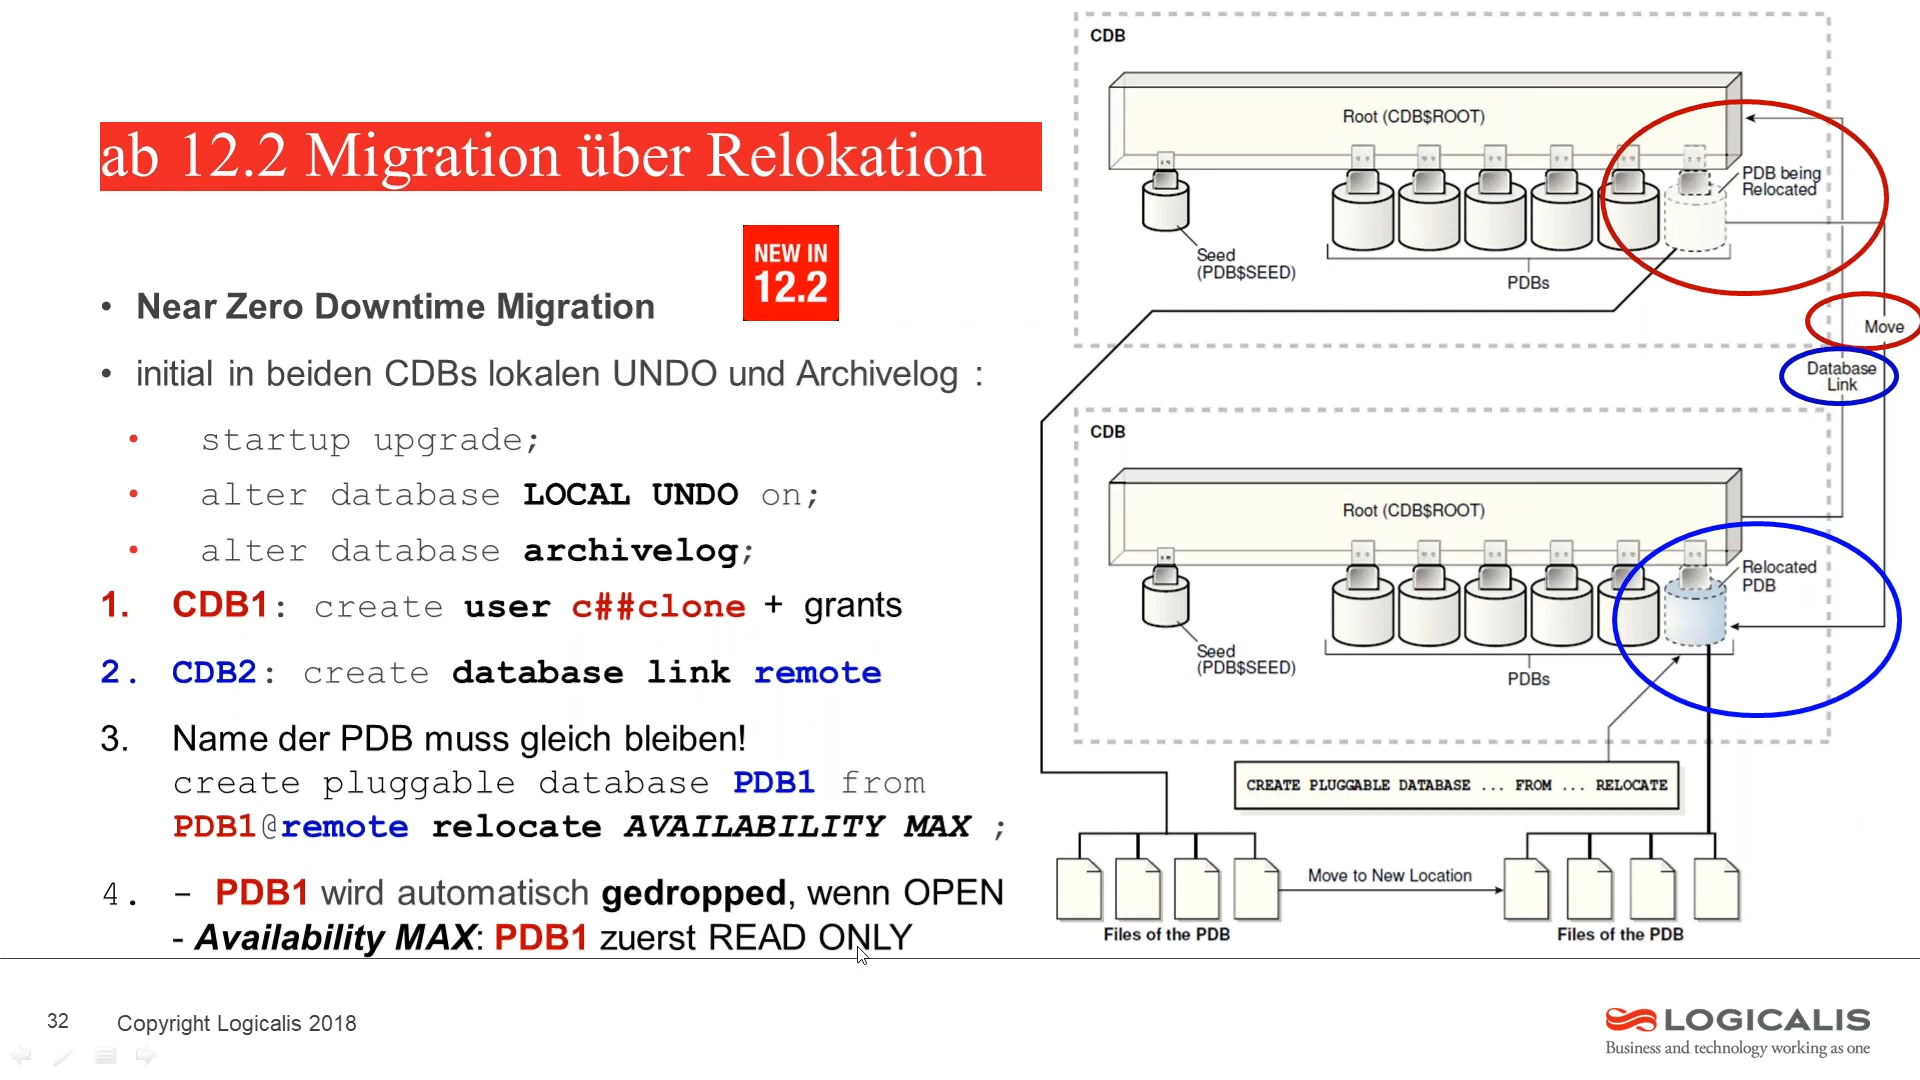 ab 12.2 Migration über Relokation
NEW IN
12.2
• Near Zero Downtime Migration
• initial in beiden CDBs lokalen UNDO und Archivelog :
• startup upgrade;
• alter database LOCAL UNDO on;
• alter database archivelog;
1. CDB1: create user c##clone + grants
2. CDB2: create database link remote
3. Name der PDB muss gleich bleiben!
create pluggable database PDB1 from
PDB1@remote relocate AVAILABILITY MAX ;
4. – PDB1 wird automatisch gedropped, wenn OPEN
- Availability MAX: PDB1 zuerst READ ONLY
CDB
Root (CDB$ROOT)
PDB being
Relocated
Seed
(PDB$SEED)
PDBs
Move
Database
Link
CDB
Root (CDB$ROOT)
Relocated
PDB
Seed
(PDB$SEED)
PDBs
CREATE PLUGGABLE DATABASE ... FROM ... RELOCATE
Move to New Location
Files of the PDB
Files of the PDB
32
Copyright Logicalis 2018
LOGICALIS
Business and technology working as one